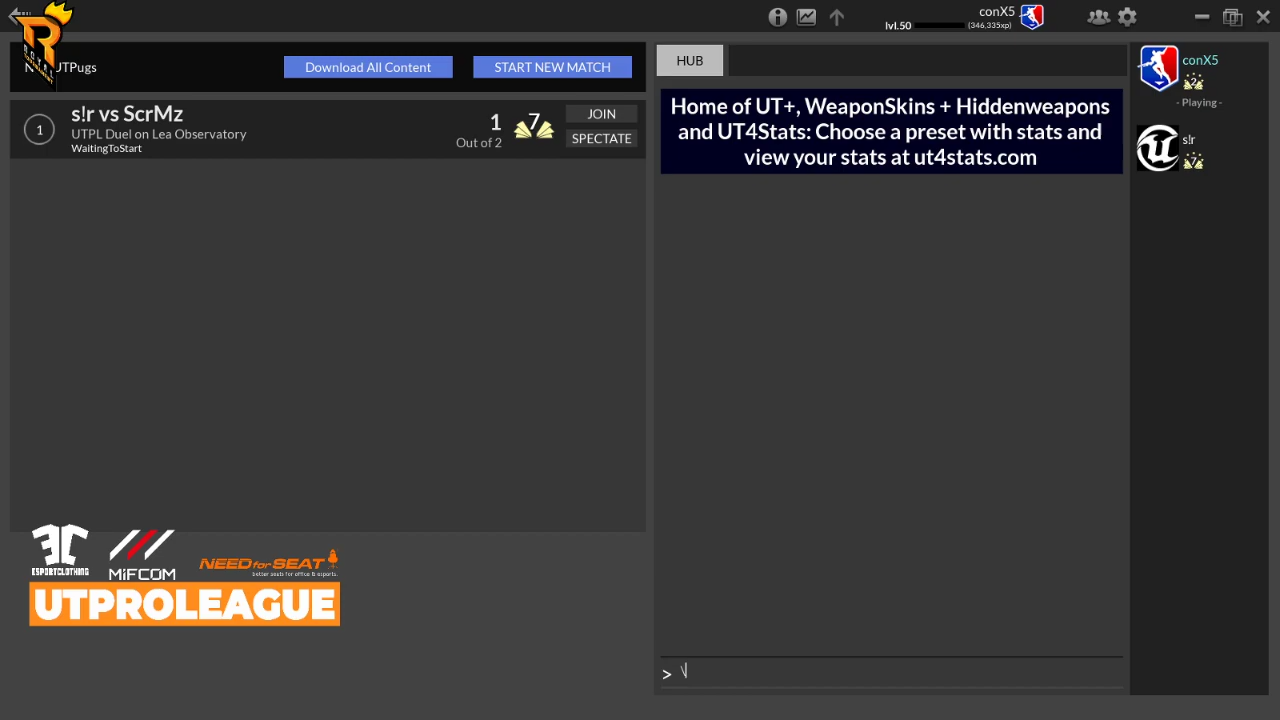 conX5
lvl.50
(346,335xp)
UTPugs
Download All Content
START NEW MATCH
HUB
1
s!r vs ScrMz
UTPL Duel on Lea Observatory
WaitingToStart
1
Out of 2
7
JOIN
SPECTATE
Home of UT+, WeaponSkins + Hiddenweapons
and UT4Stats: Choose a preset with stats and
view your stats at ut4stats.com
conX5
2
- Playing -
s!r
7
ESPORTCLOTHING
MIFCOM
NEED for SEAT
better seats for office & esports.
UTPROLEAGUE
> \